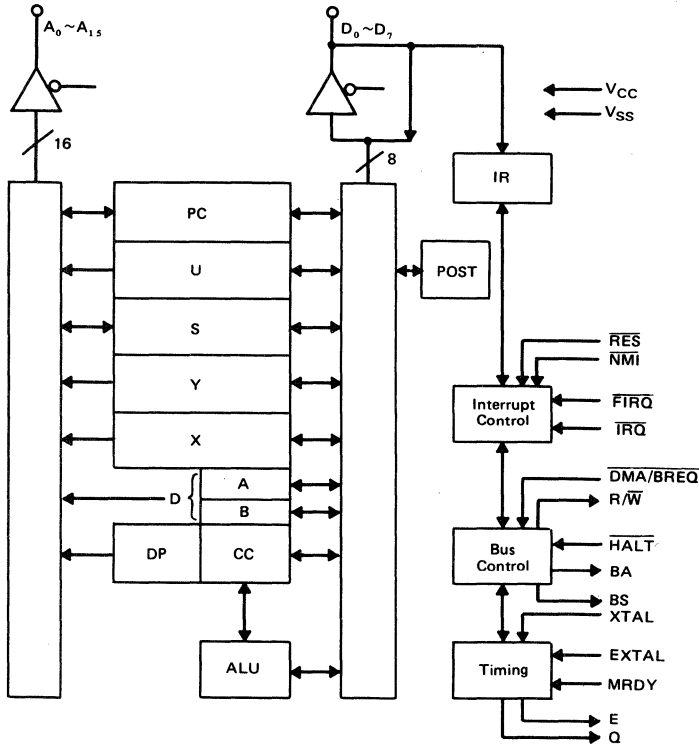 A₀~A₁₅
D₀~D₇
VCC
VSS
16
8
IR
PC
U
POST
S
RES
NMI
Y
Interrupt
Control
FIRQ
IRQ
X
A
D {
B
DMA/BREQ
R/W
DP
CC
Bus
Control
HALT
BA
BS
XTAL
ALU
Timing
EXTAL
MRDY
E
Q